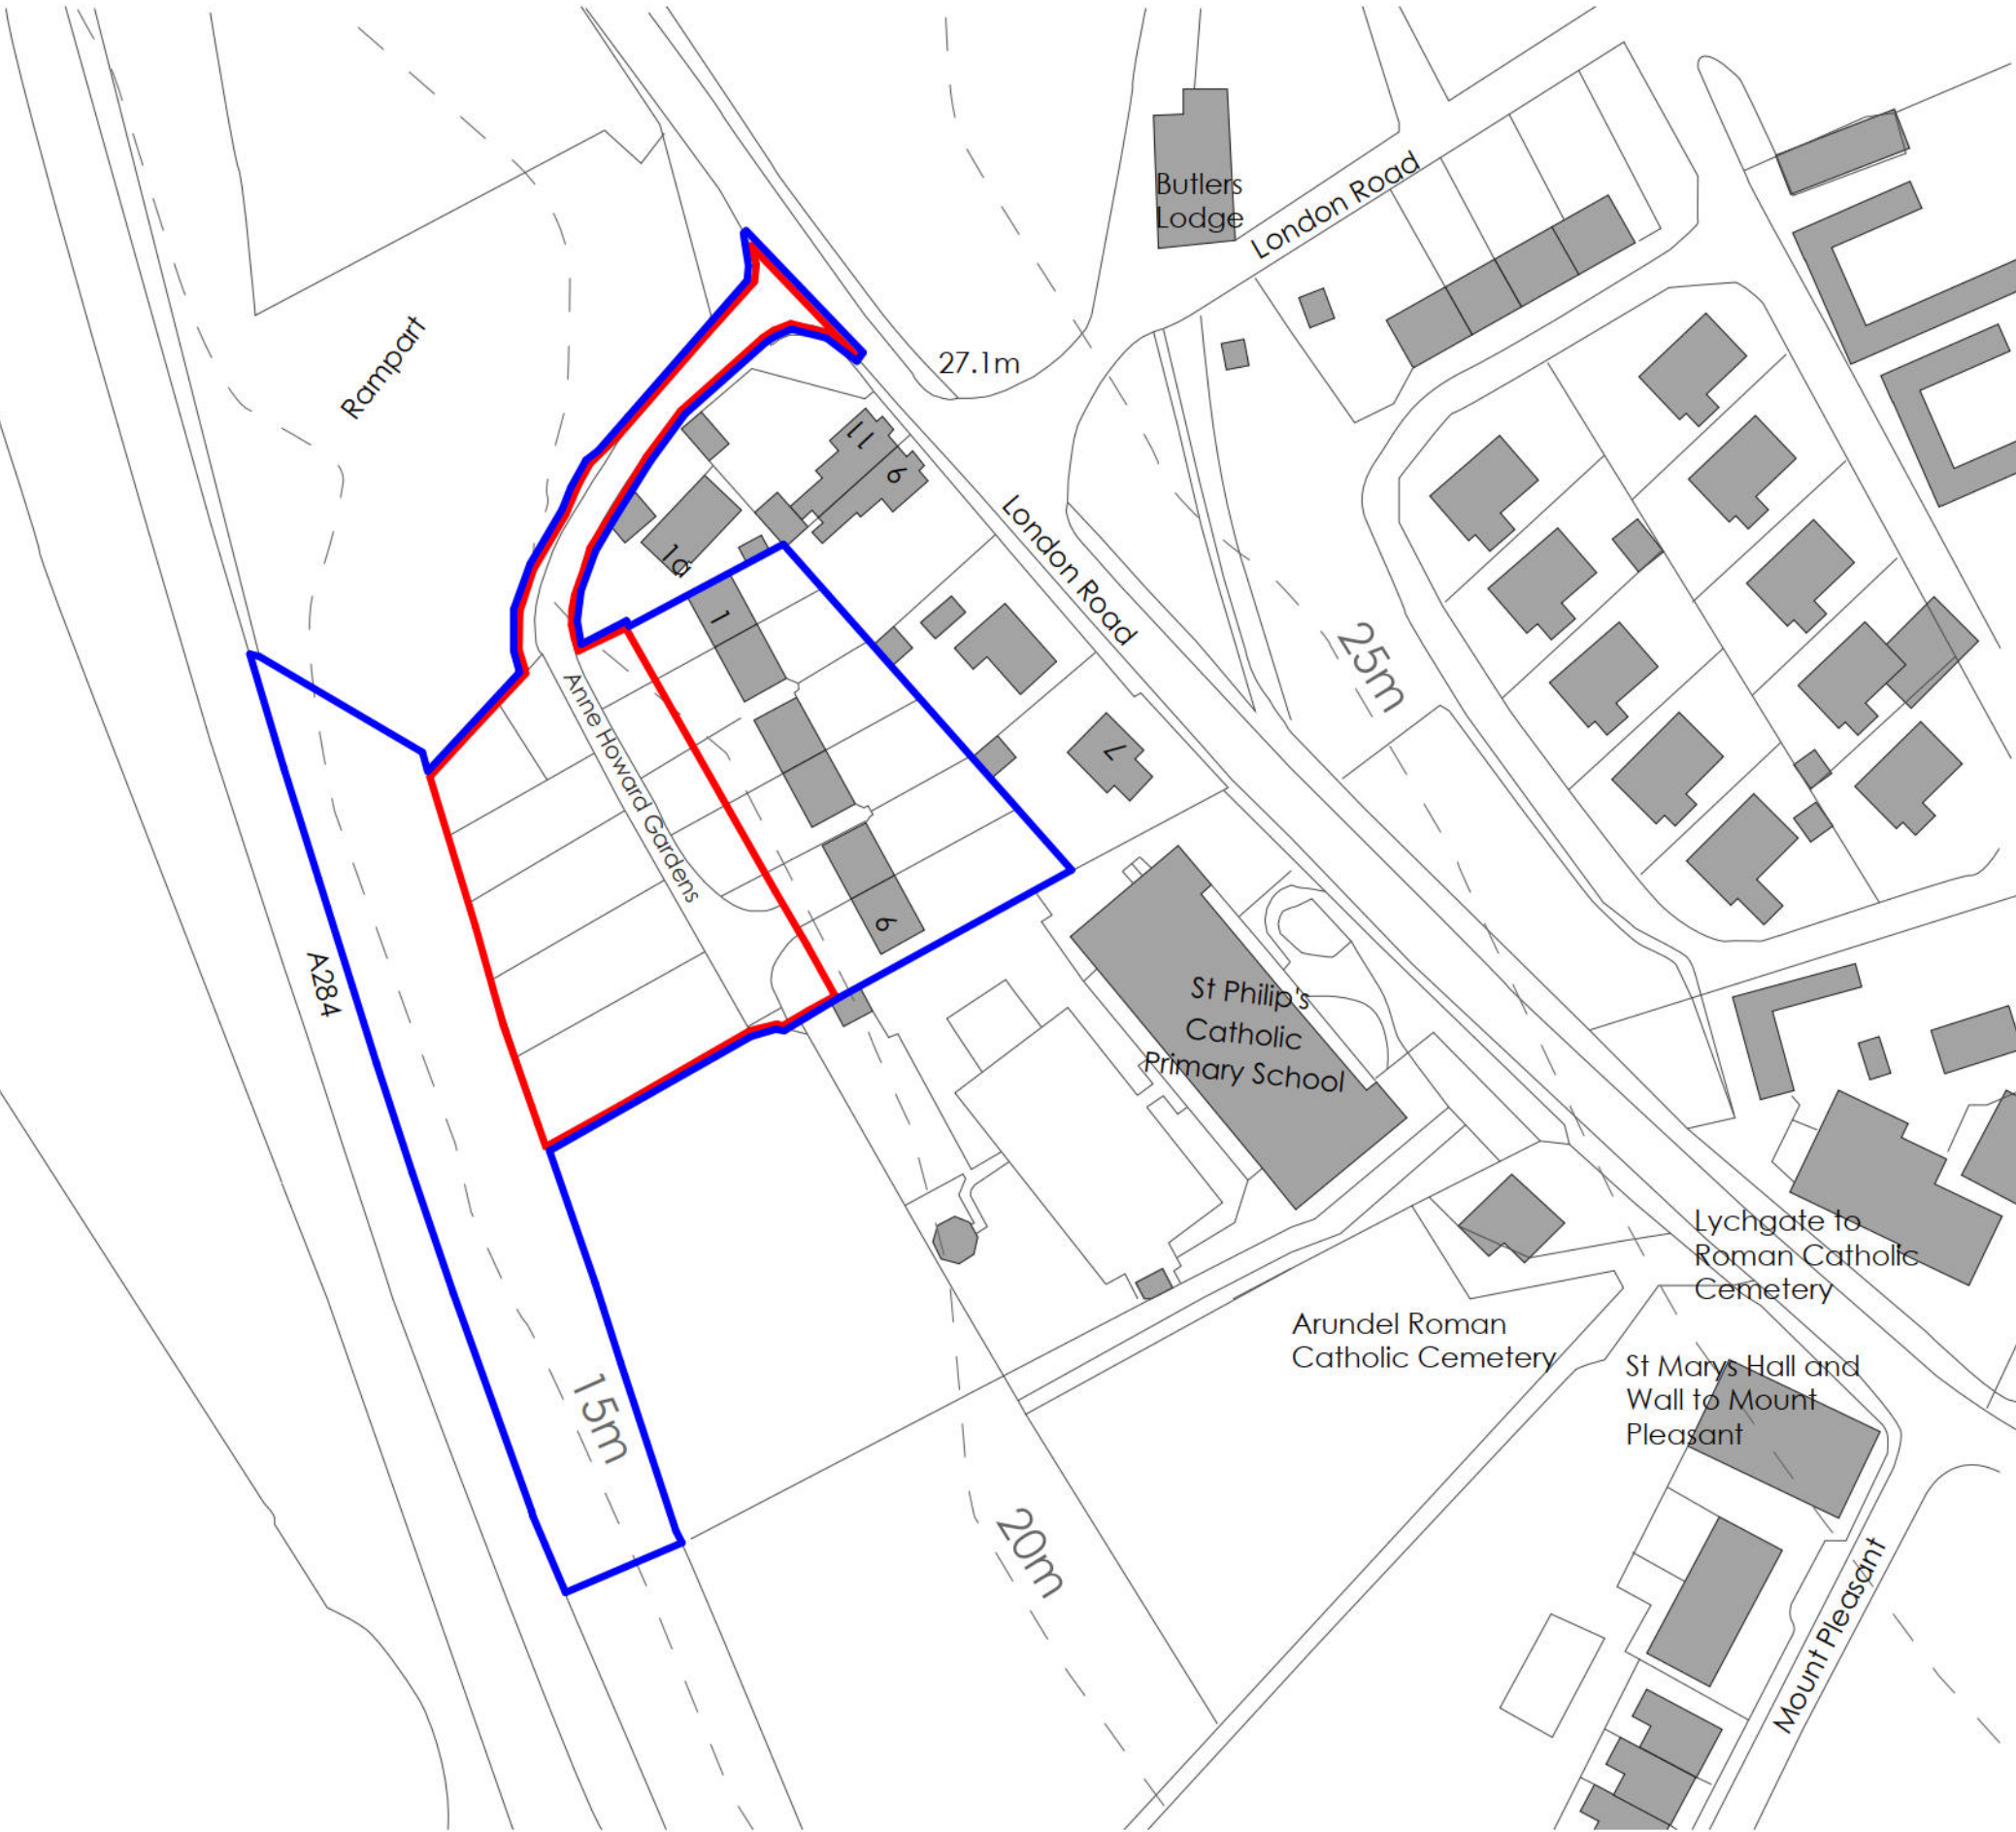 Butlers
Lodge
London Road
Rampart
27.1m
11
9
London Road
1a
1
25m
Anne Howard Gardens
7
6
A284
St Philip's
Catholic
Primary School
Lychgate to
Roman Catholic
Cemetery
Arundel Roman
Catholic Cemetery
St Marys Hall and
Wall to Mount
Pleasant
15m
20m
Mount Pleasant